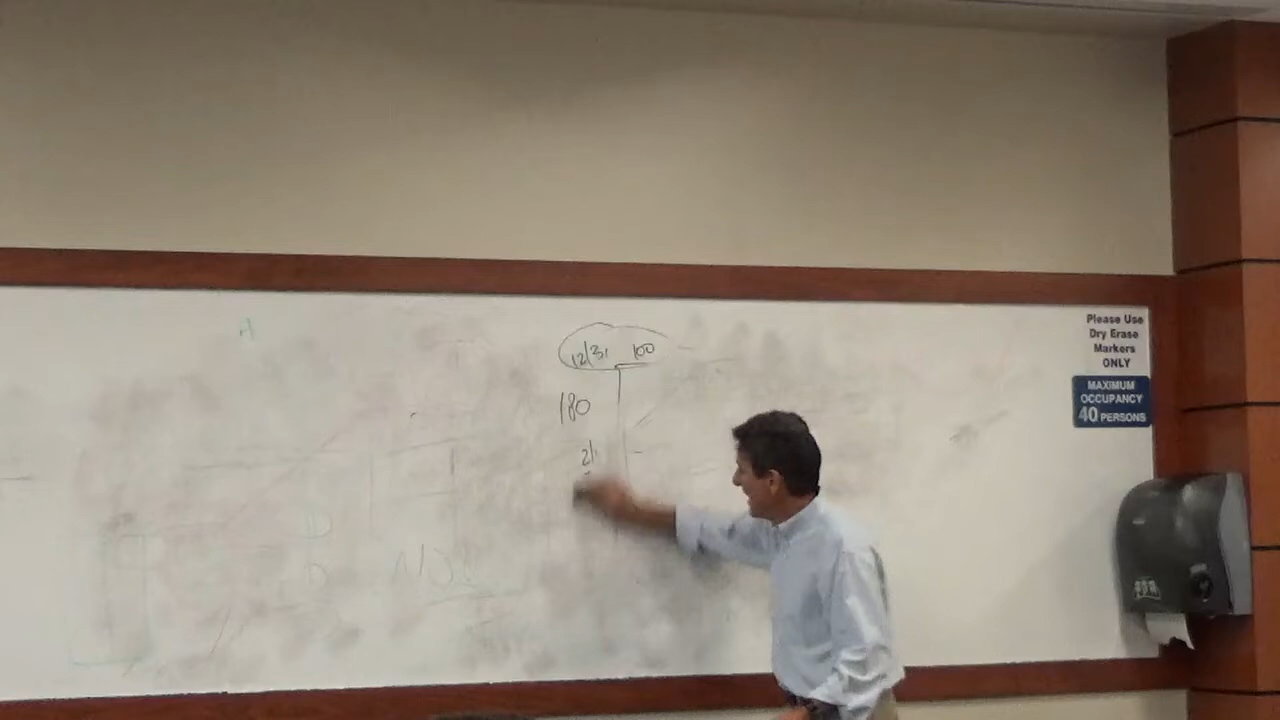 12/31 100
180
Please Use
Dry Erase
Markers
ONLY
MAXIMUM
OCCUPANCY
40 PERSONS